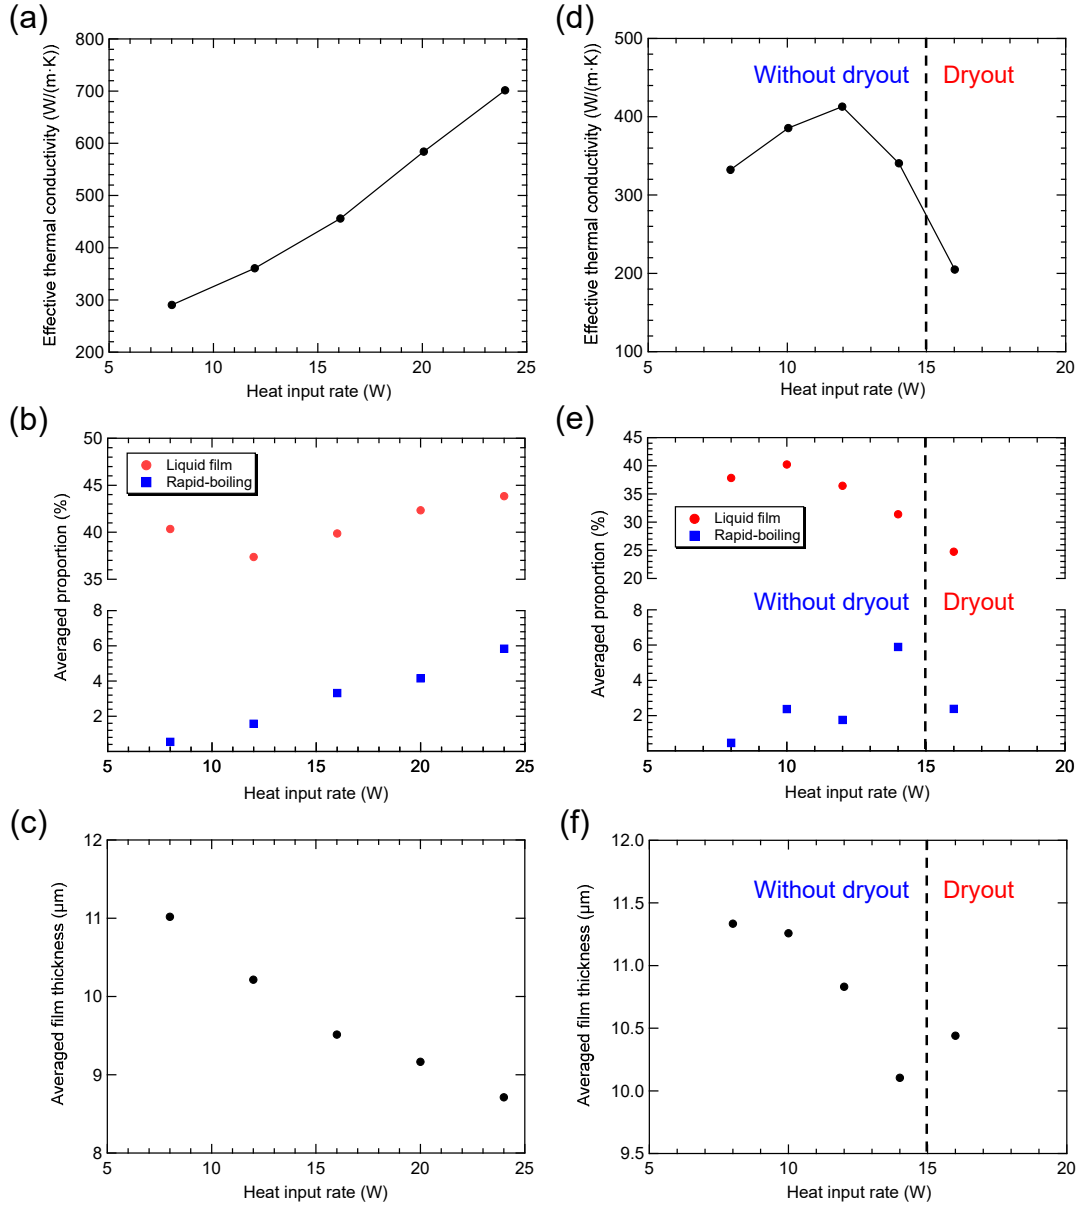 (a)
800
700
600
500
400
300
200
5
10
15
20
25
Effective thermal conductivity (W/(m·K))
Heat input rate (W)
(d)
500
400
300
200
100
5
10
15
20
Effective thermal conductivity (W/(m·K))
Heat input rate (W)
Without dryout
Dryout
(b)
50
45
40
35
8
6
4
2
5
10
15
20
25
Averaged proportion (%)
Heat input rate (W)
Liquid film
Rapid-boiling
(e)
45
40
35
30
25
20
8
6
4
2
5
10
15
20
Averaged proportion (%)
Heat input rate (W)
Liquid film
Rapid-boiling
Without dryout
Dryout
(c)
12
11
10
9
8
5
10
15
20
25
Averaged film thickness (μm)
Heat input rate (W)
(f)
12.0
11.5
11.0
10.5
10.0
9.5
5
10
15
20
Averaged film thickness (μm)
Heat input rate (W)
Without dryout
Dryout